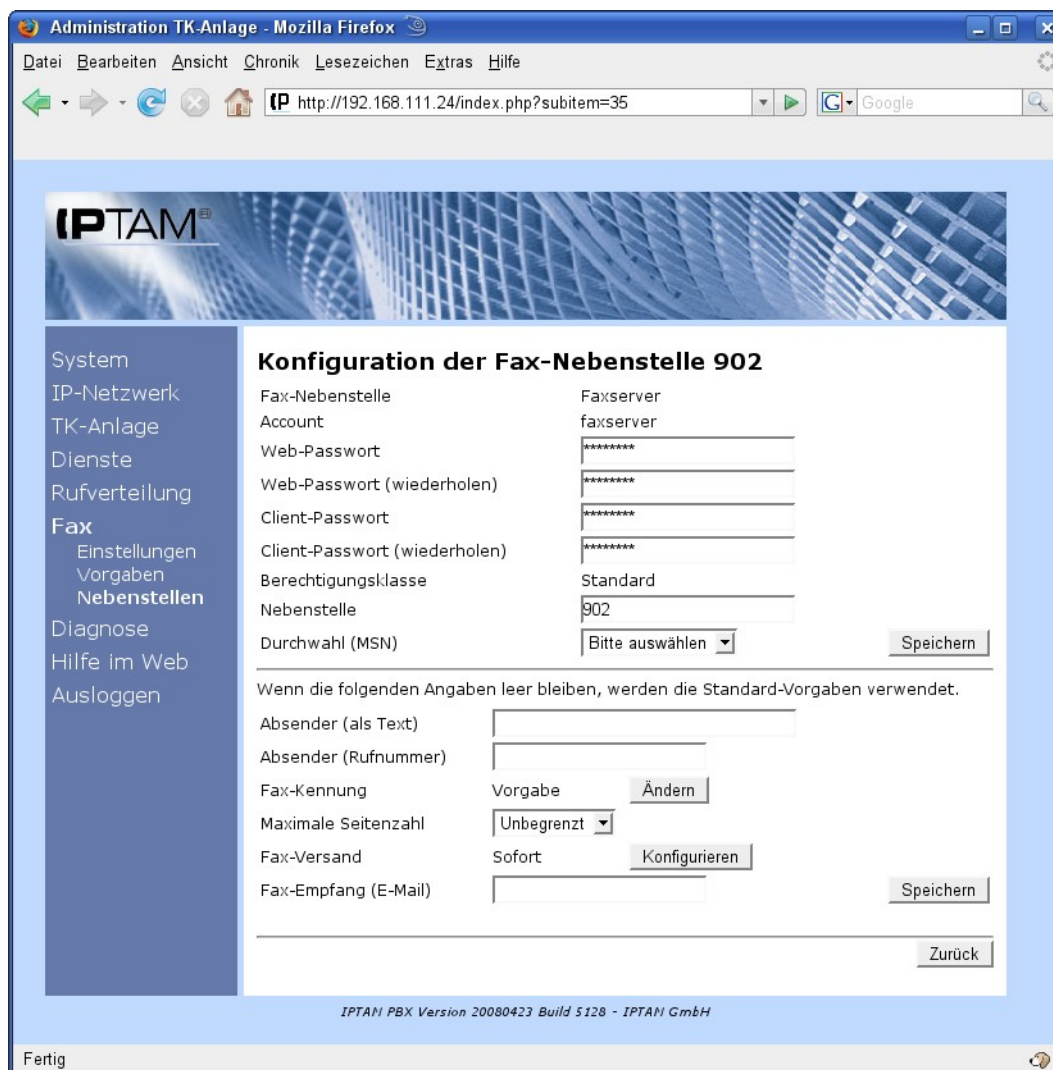 Administration TK-Anlage - Mozilla Firefox
Datei Bearbeiten Ansicht Chronik Lesezeichen Extras Hilfe
http://192.168.111.24/index.php?subitem=35
Google
IPTAM®
System
IP-Netzwerk
TK-Anlage
Dienste
Rufverteilung
Fax
Einstellungen
Vorgaben
Nebenstellen
Diagnose
Hilfe im Web
Ausloggen
Konfiguration der Fax-Nebenstelle 902
Fax-Nebenstelle Faxserver
Account faxserver
Web-Passwort ********
Web-Passwort (wiederholen) ********
Client-Passwort ********
Client-Passwort (wiederholen) ********
Berechtigungsklasse Standard
Nebenstelle 902
Durchwahl (MSN) Bitte auswählen Speichern
Wenn die folgenden Angaben leer bleiben, werden die Standard-Vorgaben verwendet.
Absender (als Text)
Absender (Rufnummer)
Fax-Kennung Vorgabe Ändern
Maximale Seitenzahl Unbegrenzt
Fax-Versand Sofort Konfigurieren
Fax-Empfang (E-Mail) Speichern
Zurück
IPTAM PBX Version 20080423 Build 5128 - IPTAM GmbH
Fertig